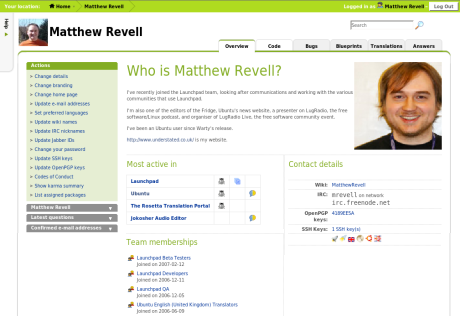 Your location: Home › Matthew Revell
Logged in as Matthew Revell Log Out
Help
Matthew Revell
Search
Overview Code Bugs Blueprints Translations Answers
Actions
» Change details
» Change branding
» Change home page
» Update e-mail addresses
» Set preferred languages
» Update wiki names
» Update IRC nicknames
» Update Jabber IDs
» Change your password
» Update SSH keys
» Update OpenPGP keys
» Codes of Conduct
» Show karma summary
» List assigned packages
Matthew Revell
Latest questions
Confirmed e-mail addresses
Who is Matthew Revell?
I've recently joined the Launchpad team, looking after communications and working with the various
communities that use Launchpad.
I'm also one of the editors of the Fridge, Ubuntu's news website, a presenter on LugRadio, the free
software/Linux podcast, and organiser of LugRadio Live, the free software community event.
I've been an Ubuntu user since Warty's release.
http://www.understated.co.uk/ is my website.
Most active in
Launchpad
Ubuntu
The Rosetta Translation Portal
Jokosher Audio Editor
Team memberships
Launchpad Beta Testers
Joined on 2007-02-12
Launchpad Developers
Joined on 2006-12-11
Launchpad QA
Joined on 2006-12-05
Ubuntu English (United Kingdom) Translators
Joined on 2006-06-09
Contact details
Wiki: MatthewRevell
IRC: mrevell on network
irc.freenode.net
OpenPGP keys: 4189EE5A
SSH Keys: 1 SSH key(s)